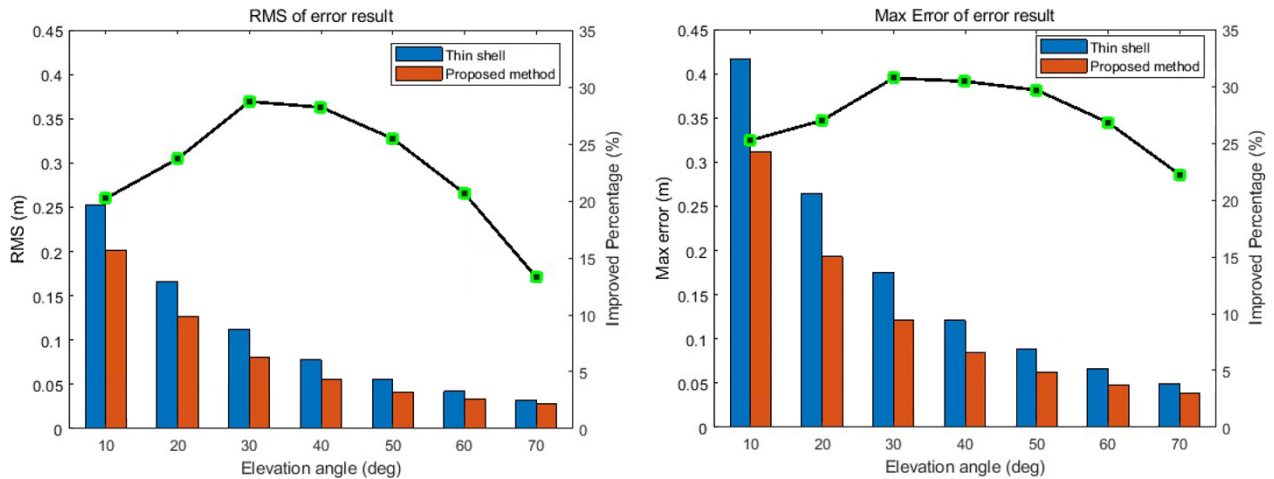 RMS of error result
0.45
0.4
0.35
0.3
0.25
0.2
0.15
0.1
0.05
0
RMS (m)
Thin shell
Proposed method
35
30
25
20
15
10
5
0
Improved Percentage (%)
10 20 30 40 50 60 70
Elevation angle (deg)
Max Error of error result
0.45
0.4
0.35
0.3
0.25
0.2
0.15
0.1
0.05
0
Max error (m)
Thin shell
Proposed method
35
30
25
20
15
10
5
0
Improved Percentage (%)
10 20 30 40 50 60 70
Elevation angle (deg)